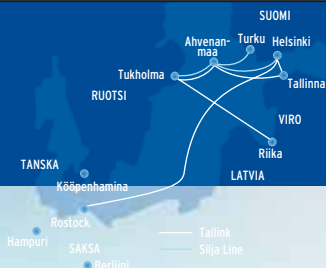 SUOMI
Turku
Helsinki
Ahvenan-
maa
Tukholma
Tallinna
RUOTSI
VIRO
Riika
TANSKA
LATVIA
Kööpenhamina
Rostock
Hampuri
Tallink
SAKSA
Silja Line
Berliini